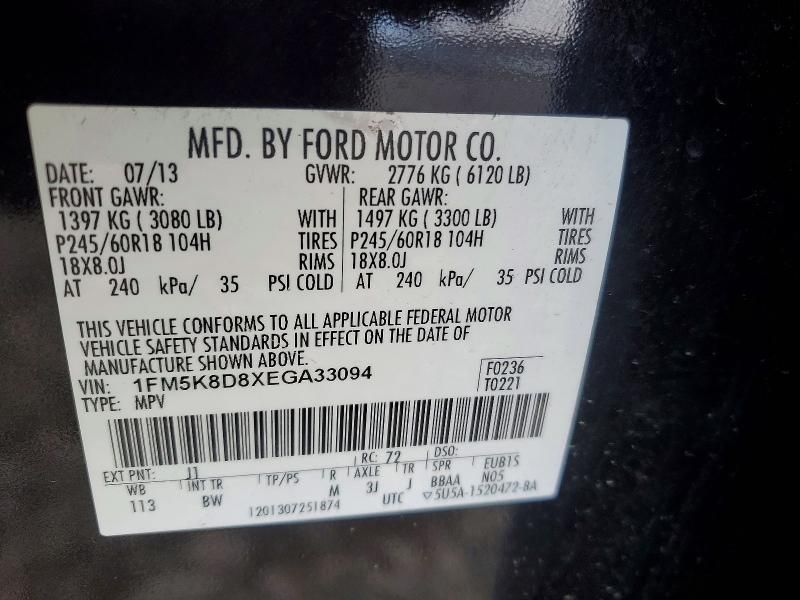 MFD. BY FORD MOTOR CO.
DATE: 07/13 GVWR: 2776 KG ( 6120 LB)
FRONT GAWR: REAR GAWR:
1397 KG ( 3080 LB) WITH 1497 KG ( 3300 LB) WITH
P245/60R18 104H TIRES P245/60R18 104H TIRES
18X8.0J RIMS 18X8.0J RIMS
AT 240 kPa/ 35 PSI COLD AT 240 kPa/ 35 PSI COLD
THIS VEHICLE CONFORMS TO ALL APPLICABLE FEDERAL MOTOR
VEHICLE SAFETY STANDARDS IN EFFECT ON THE DATE OF
MANUFACTURE SHOWN ABOVE.
VIN: 1FM5K8D8XEGA33094 F0236
TYPE: MPV T0221
EXT PNT: JJ RC: 72 DSO:
WB INT TR TP/PS R AXLE TR SPR EUB1S
113 BW M 3J J BBAA N05
1201307251874 UTC ▽5U5A-1520472-BA